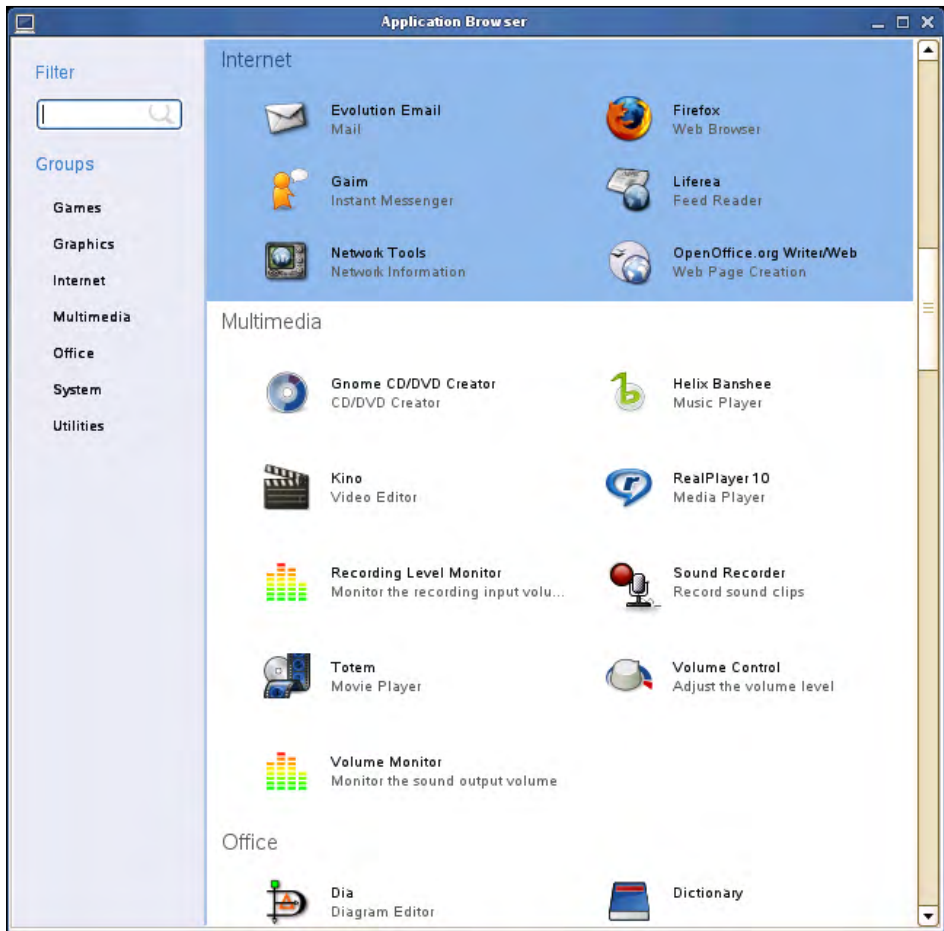 Application Browser
Filter
Groups
Games
Graphics
Internet
Multimedia
Office
System
Utilities
Internet
Evolution Email
Mail
Firefox
Web Browser
Gaim
Instant Messenger
Liferea
Feed Reader
Network Tools
Network Information
OpenOffice.org Writer/Web
Web Page Creation
Multimedia
Gnome CD/DVD Creator
CD/DVD Creator
Helix Banshee
Music Player
Kino
Video Editor
RealPlayer 10
Media Player
Recording Level Monitor
Monitor the recording input volu...
Sound Recorder
Record sound clips
Totem
Movie Player
Volume Control
Adjust the volume level
Volume Monitor
Monitor the sound output volume
Office
Dia
Diagram Editor
Dictionary